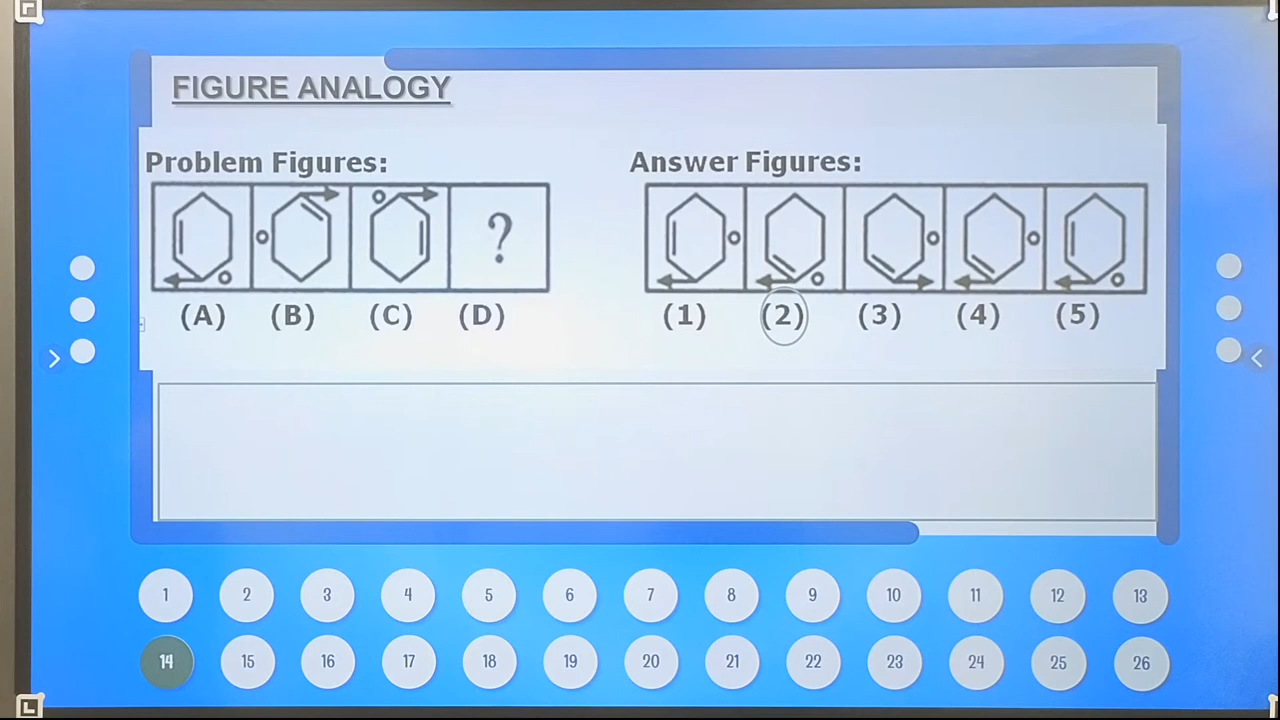 FIGURE ANALOGY
Problem Figures:
?
(A) (B) (C) (D)
Answer Figures:
(1) (2) (3) (4) (5)
1 2 3 4 5 6 7 8 9 10 11 12 13
14 15 16 17 18 19 20 21 22 23 24 25 26